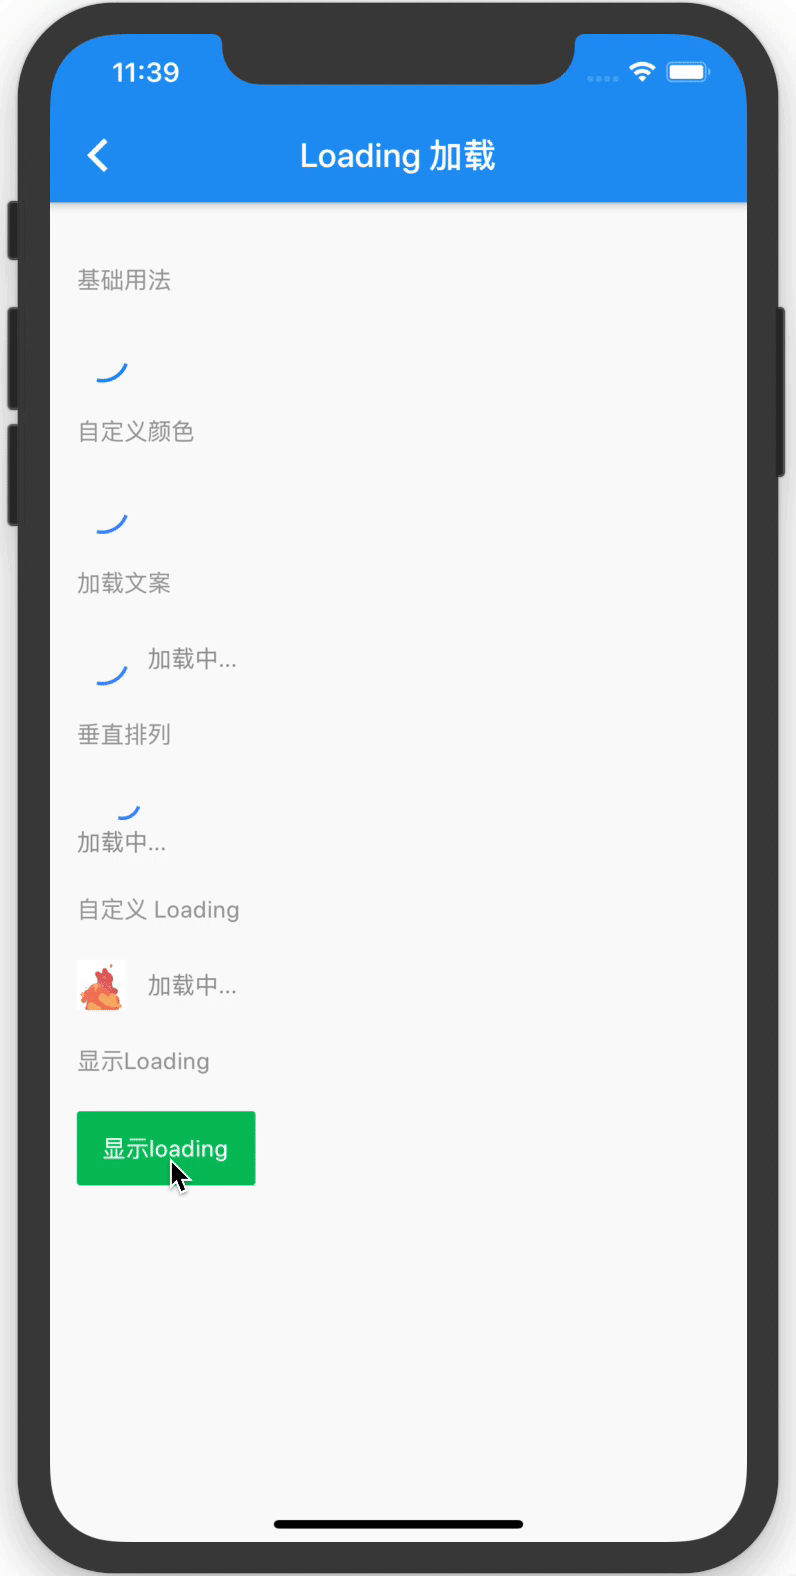 11:39
Loading 加载
基础用法
自定义颜色
加载文案
加载中...
垂直排列
加载中...
自定义 Loading
加载中...
显示Loading
显示loading